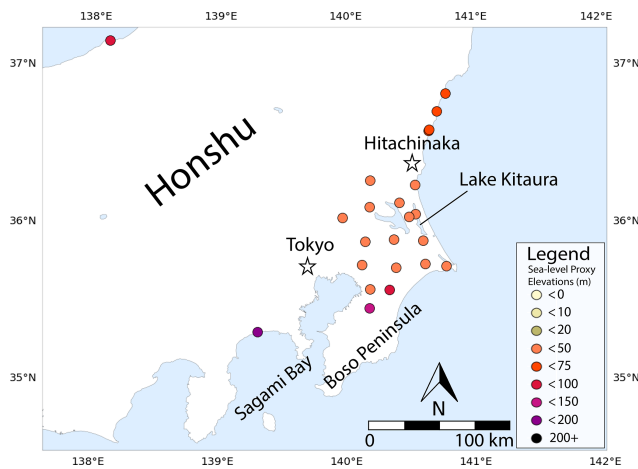 138°E 139°E 140°E 141°E 142°E
37°N 37°N
Honshu
Hitachinaka
Lake Kitaura
36°N 36°N
Tokyo
Legend
Sea-level Proxy
Elevations (m)
<0
<10
<20
<50
<75
<100
<150
<200
200+
Boso Peninsula
Sagami Bay
35°N 35°N
N
0 100 km
138°E 139°E 140°E 141°E 142°E